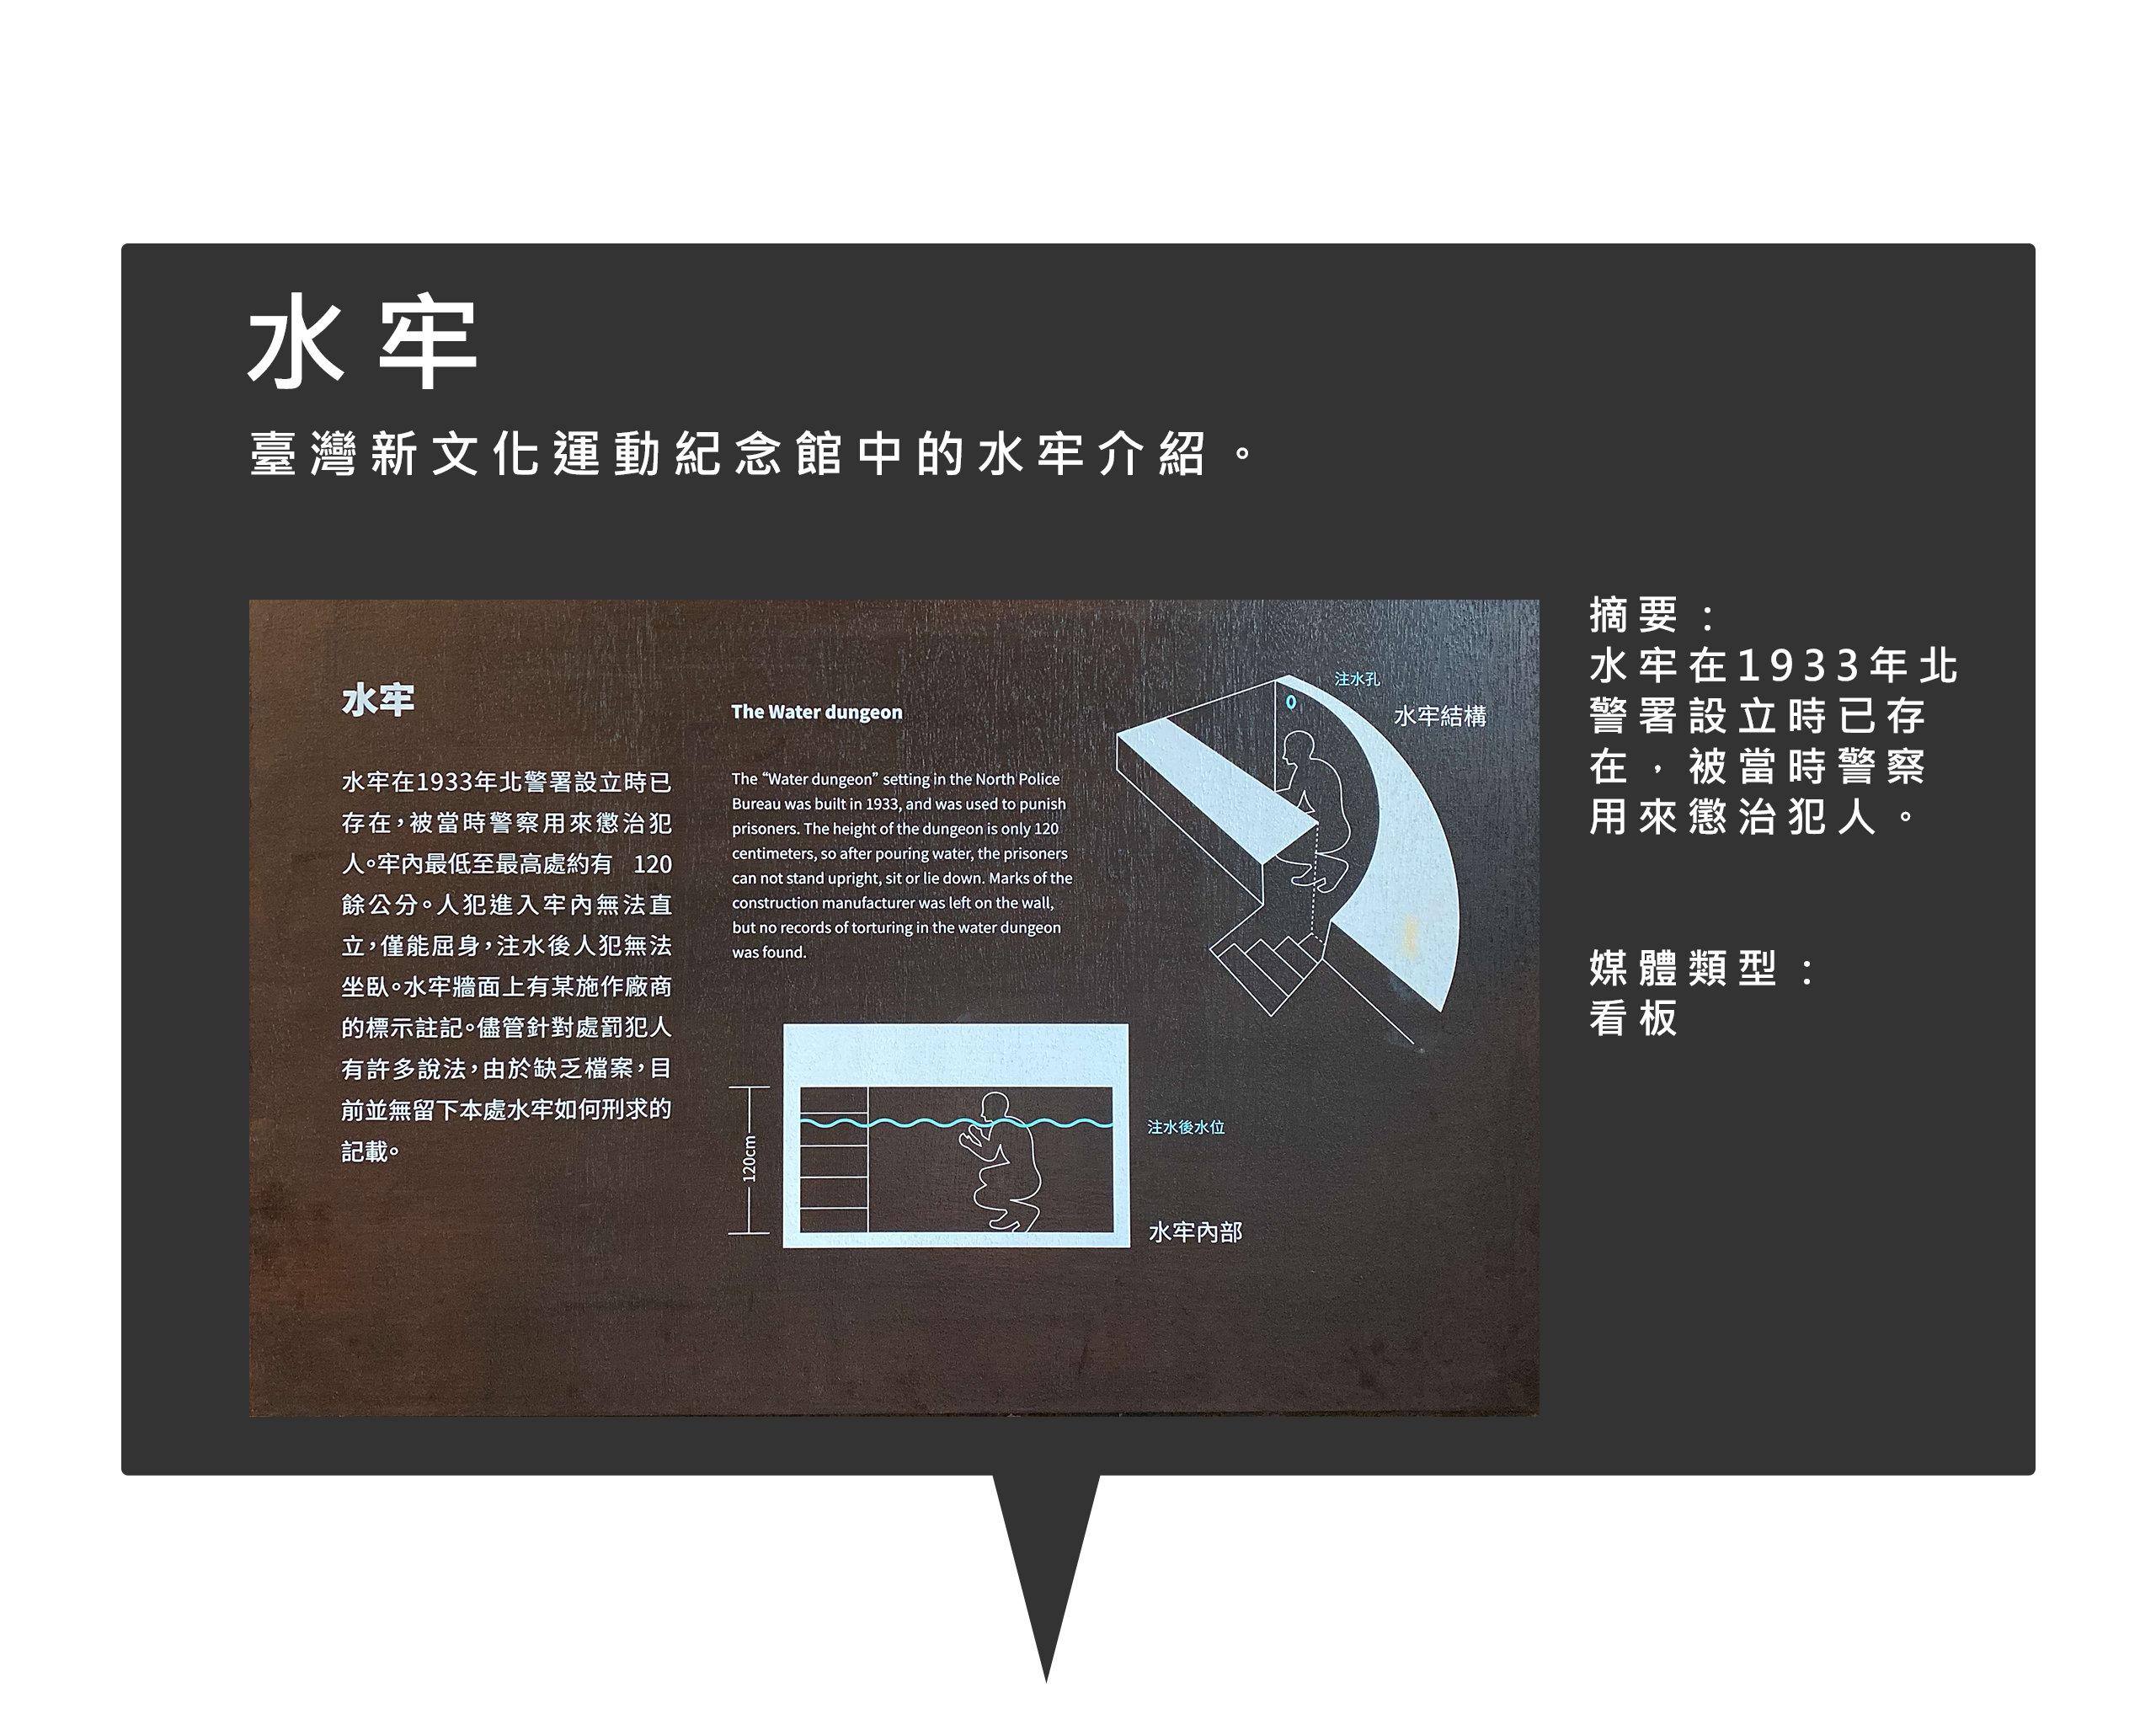 水牢
臺灣新文化運動紀念館中的水牢介紹。
水牢
水牢在1933年北警署設立時已
存在，被當時警察用來懲治犯
人。牢內最低至最高處約有 120
餘公分。人犯進入牢內無法直
立，僅能屈身，注水後人犯無法
坐臥。水牢牆面上有某施作廠商
的標示註記。儘管針對處罰犯人
有許多說法，由於缺乏檔案，目
前並無留下本處水牢如何刑求的
記載。
The Water dungeon
The “Water dungeon” setting in the North Police
Bureau was built in 1933, and was used to punish
prisoners. The height of the dungeon is only 120
centimeters, so after pouring water, the prisoners
can not stand upright, sit or lie down. Marks of the
construction manufacturer was left on the wall,
but no records of torturing in the water dungeon
was found.
注水孔
水牢結構
120cm
注水後水位
水牢內部
摘要：
水牢在1933年北
警署設立時已存
在，被當時警察
用來懲治犯人。
媒體類型：
看板